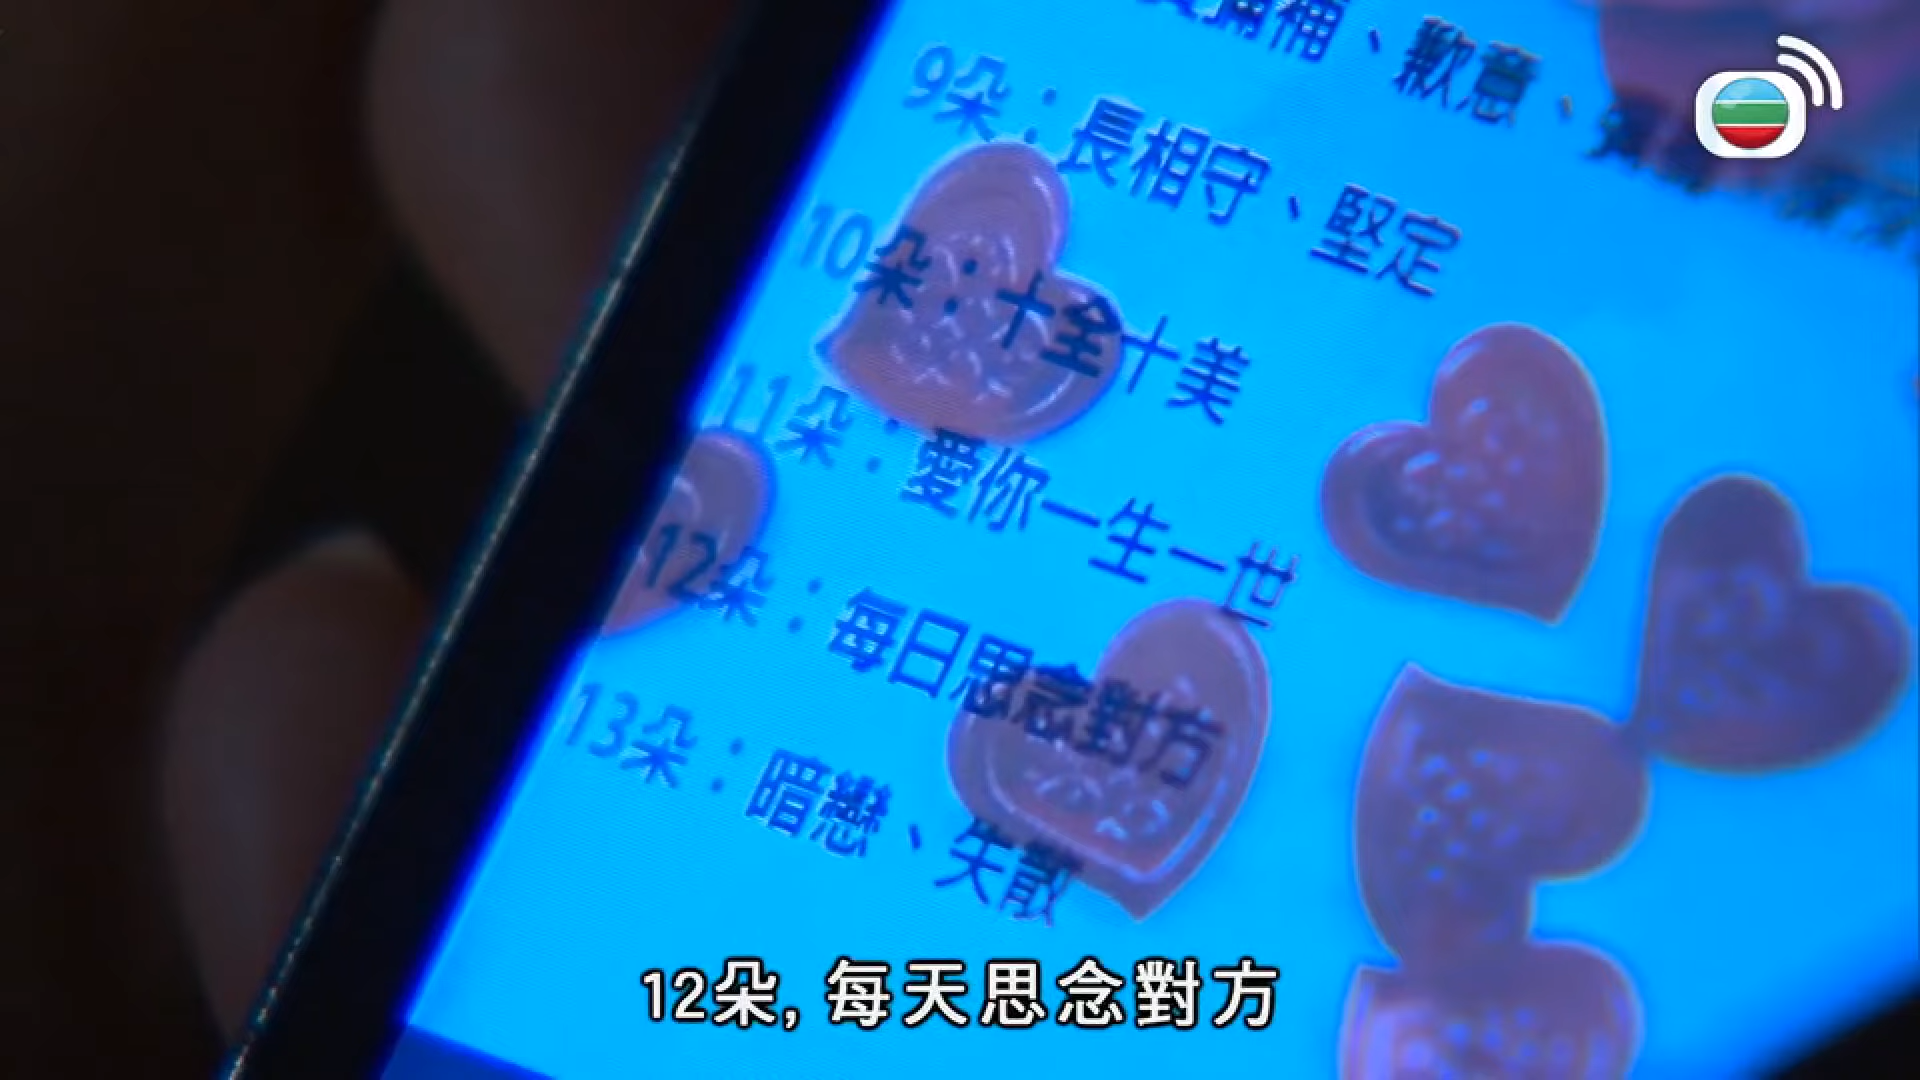 歉意、
9朵：長相守、堅定
10朵：十全十美
11朵：愛你一生一世
12朵：每日思念對方
13朵：暗戀、失散
12朵, 每天思念對方